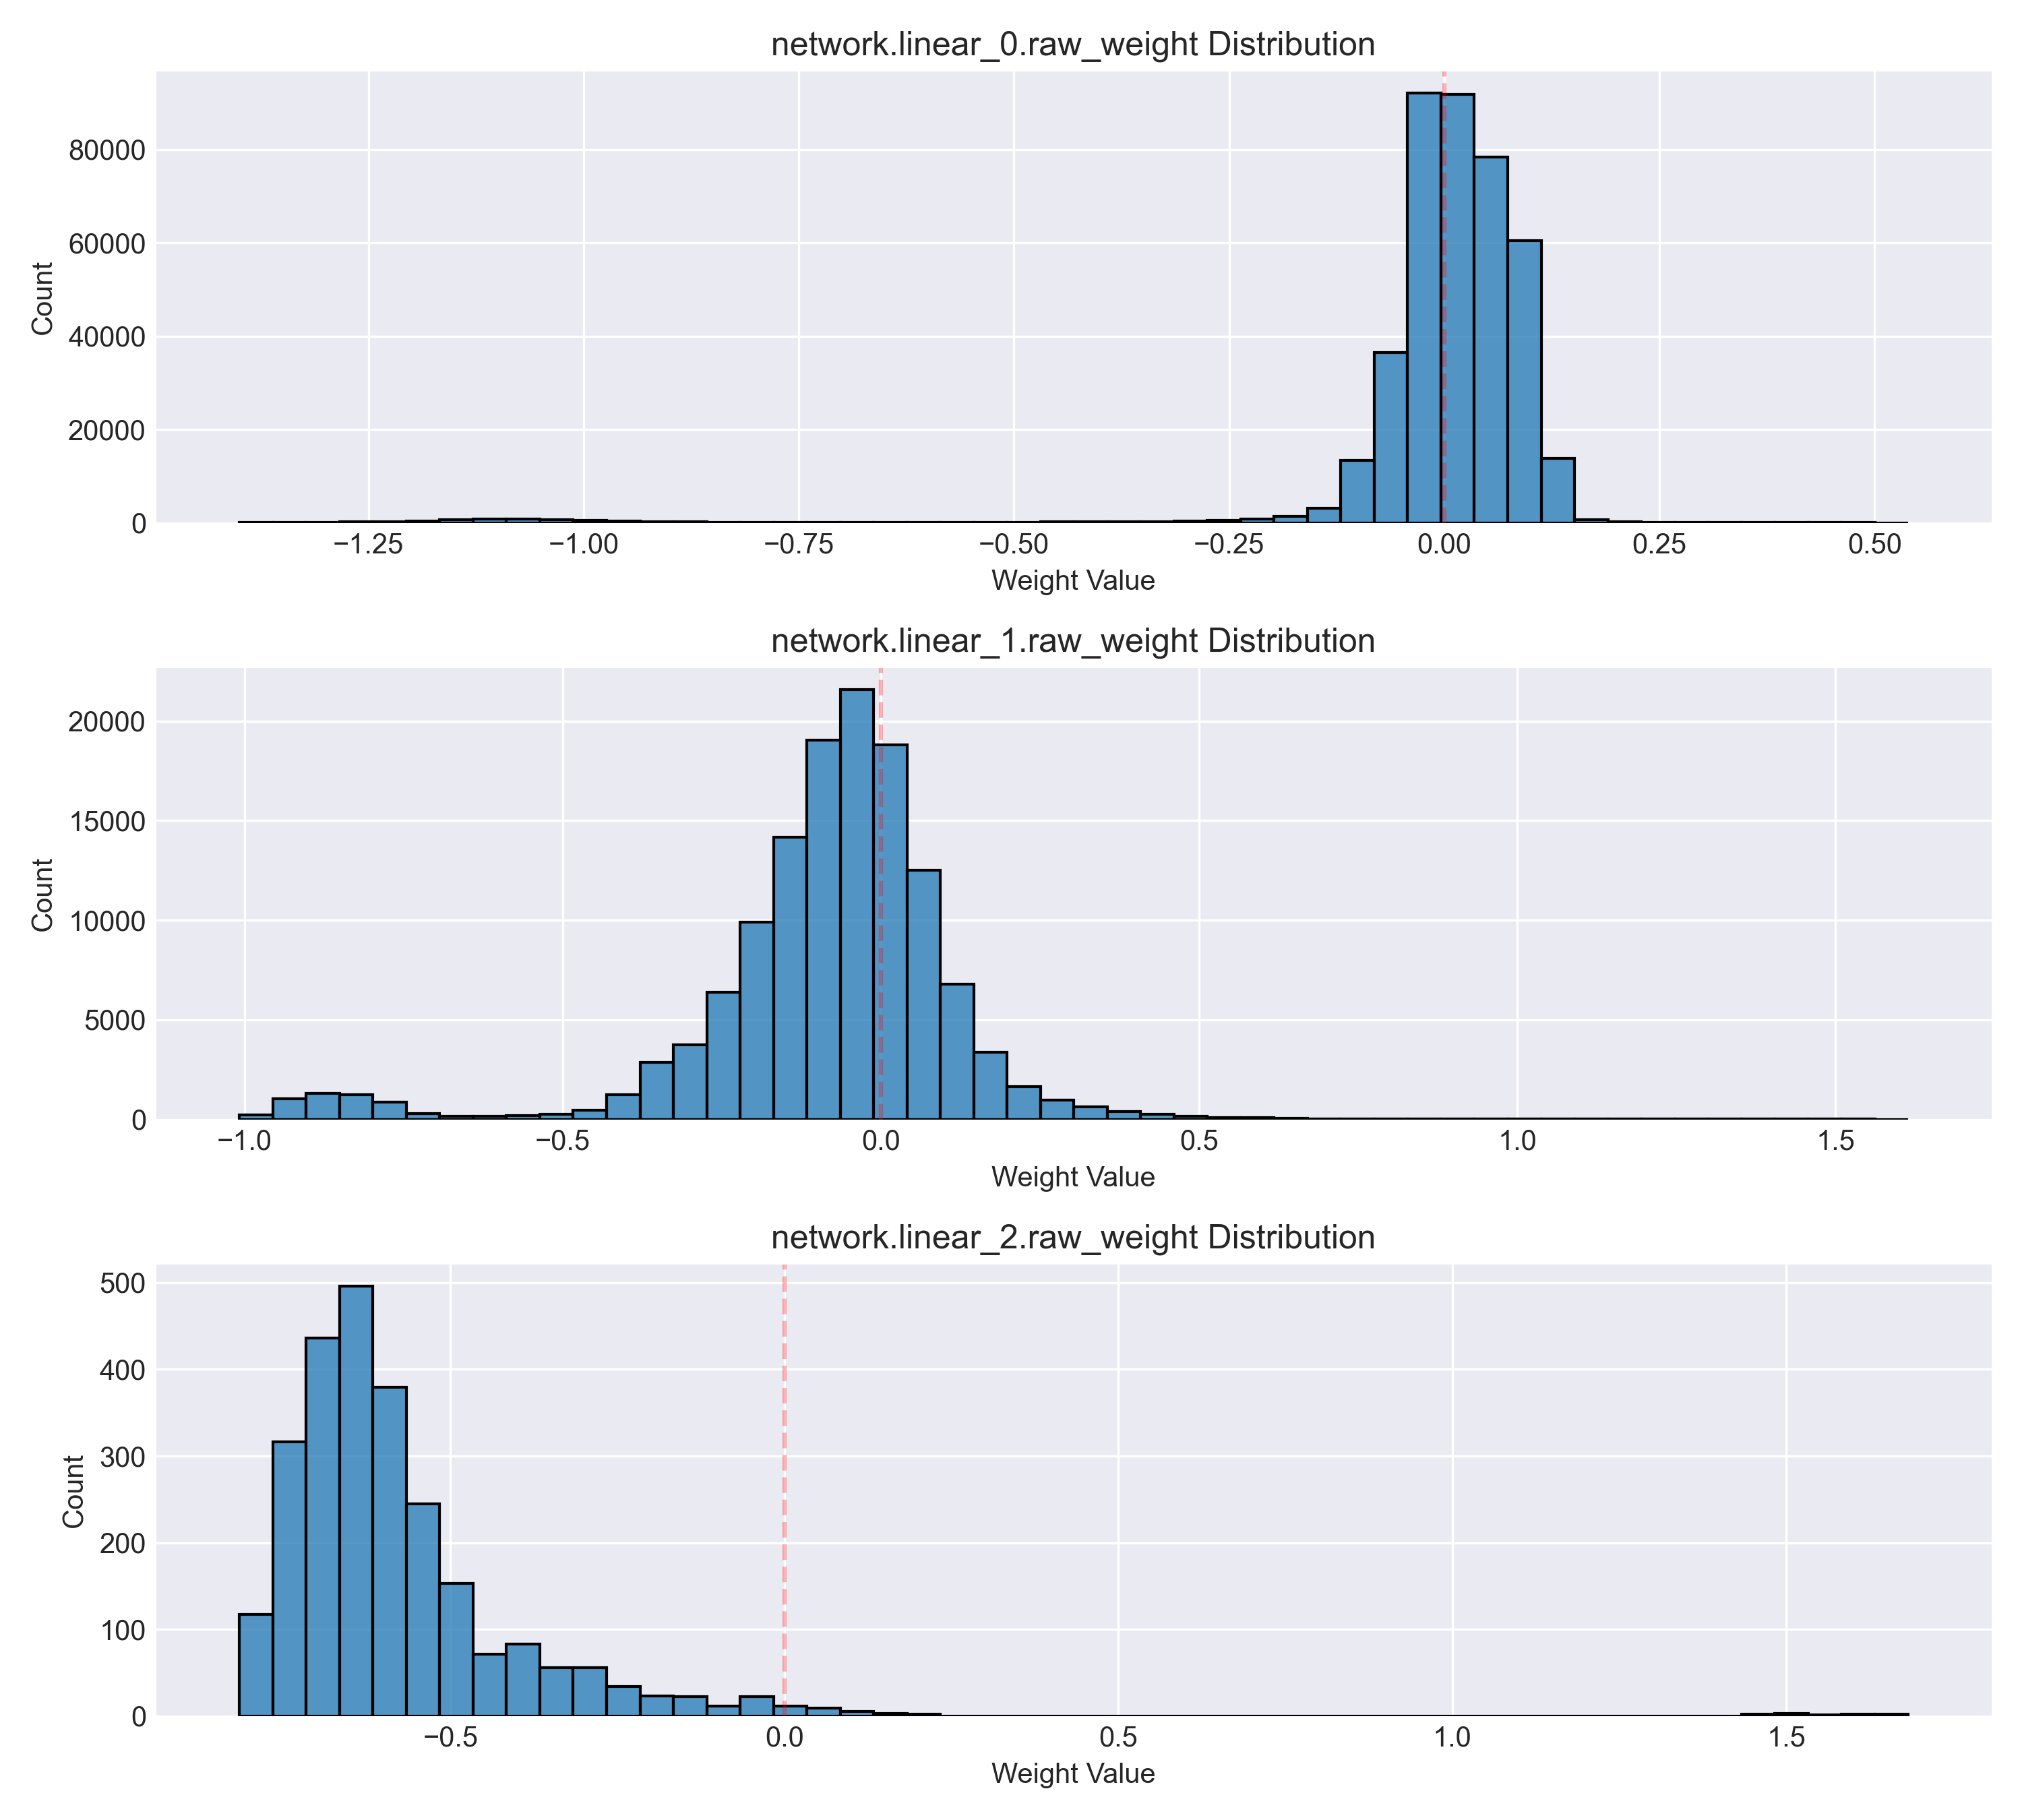 network.linear_0.raw_weight Distribution
Count
80000
60000
40000
20000
0
−1.25 −1.00 −0.75 −0.50 −0.25 0.00 0.25 0.50
Weight Value
network.linear_1.raw_weight Distribution
Count
20000
15000
10000
5000
0
−1.0 −0.5 0.0 0.5 1.0 1.5
Weight Value
network.linear_2.raw_weight Distribution
Count
500
400
300
200
100
0
−0.5 0.0 0.5 1.0 1.5
Weight Value